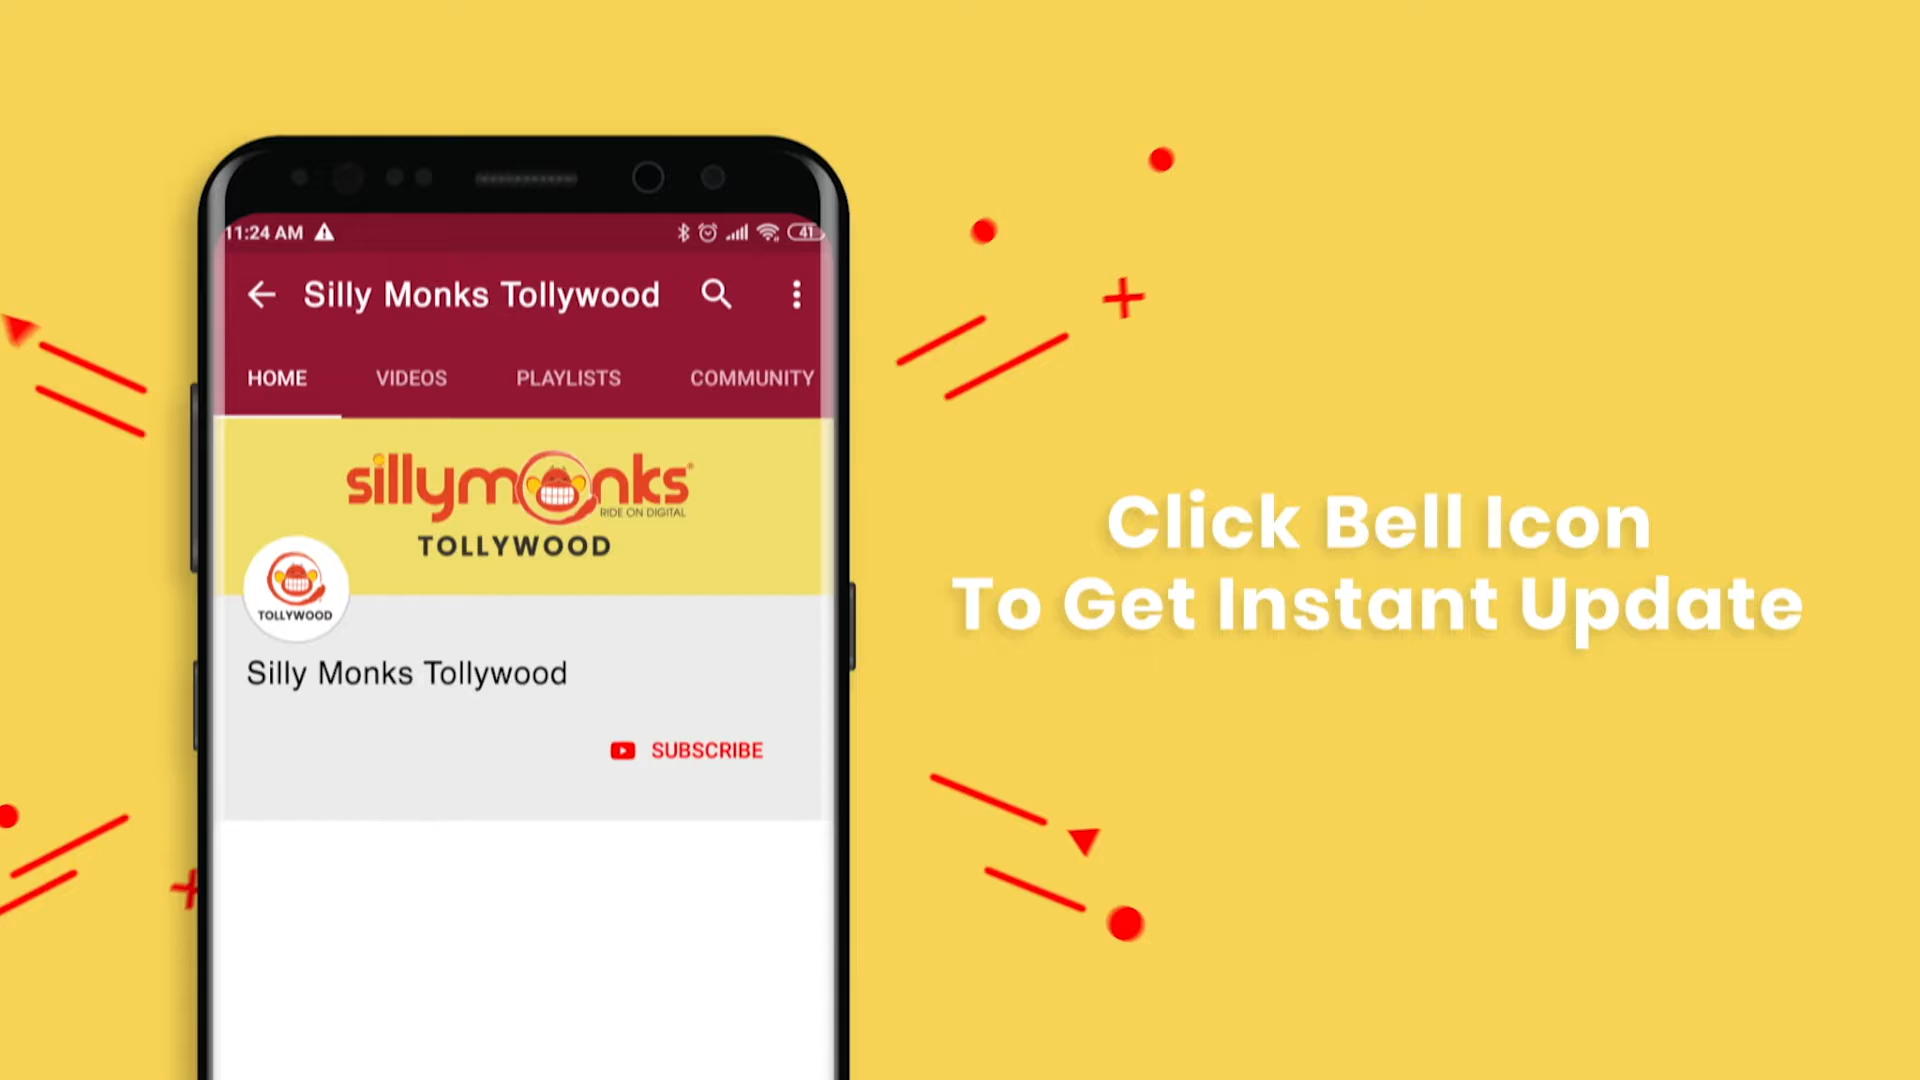 11:24 AM
41
Silly Monks Tollywood
HOME VIDEOS PLAYLISTS COMMUNITY
sillymonks
RIDE ON DIGITAL
TOLLYWOOD
TOLLYWOOD
Silly Monks Tollywood
SUBSCRIBE
Click Bell Icon
To Get Instant Update